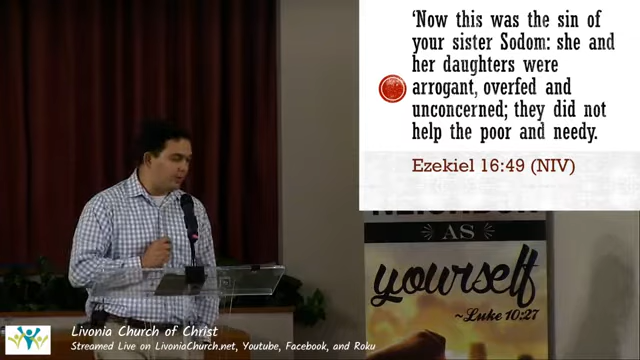 ‘Now this was the sin of
your sister Sodom: she and
her daughters were
arrogant, overfed and
unconcerned; they did not
help the poor and needy.
Ezekiel 16:49 (NIV)
NEIGHBOR
AS
yourself
~Luke 10:27
Livonia Church of Christ
Streamed Live on LivoniaChurch.net, Youtube, Facebook, and Roku